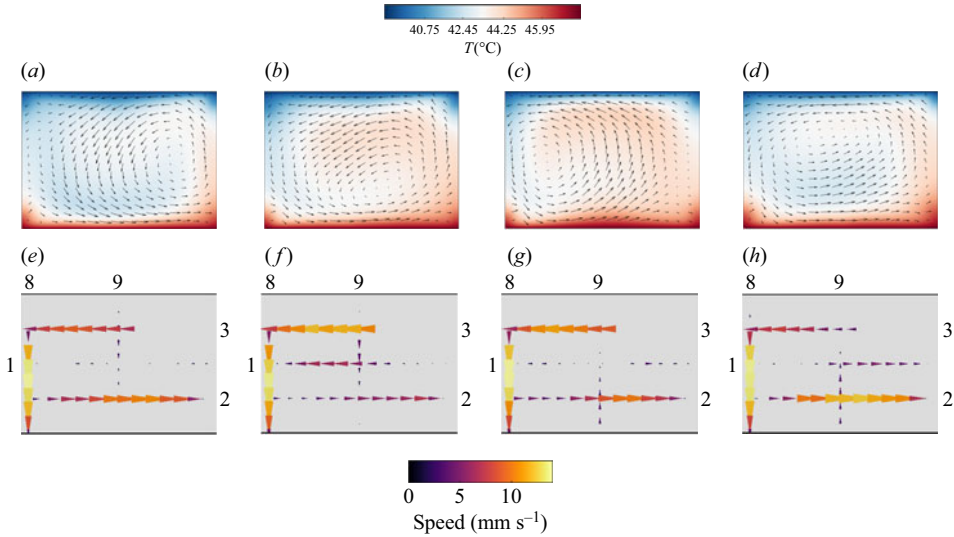 40.75 42.45 44.25 45.95
T(°C)
(a) (b) (c) (d)
(e) (f) (g) (h)
8 9 8 9 8 9 8 9
3 3 3 3
1 1 1 1
2 2 2 2
0 5 10
Speed (mm s–1)